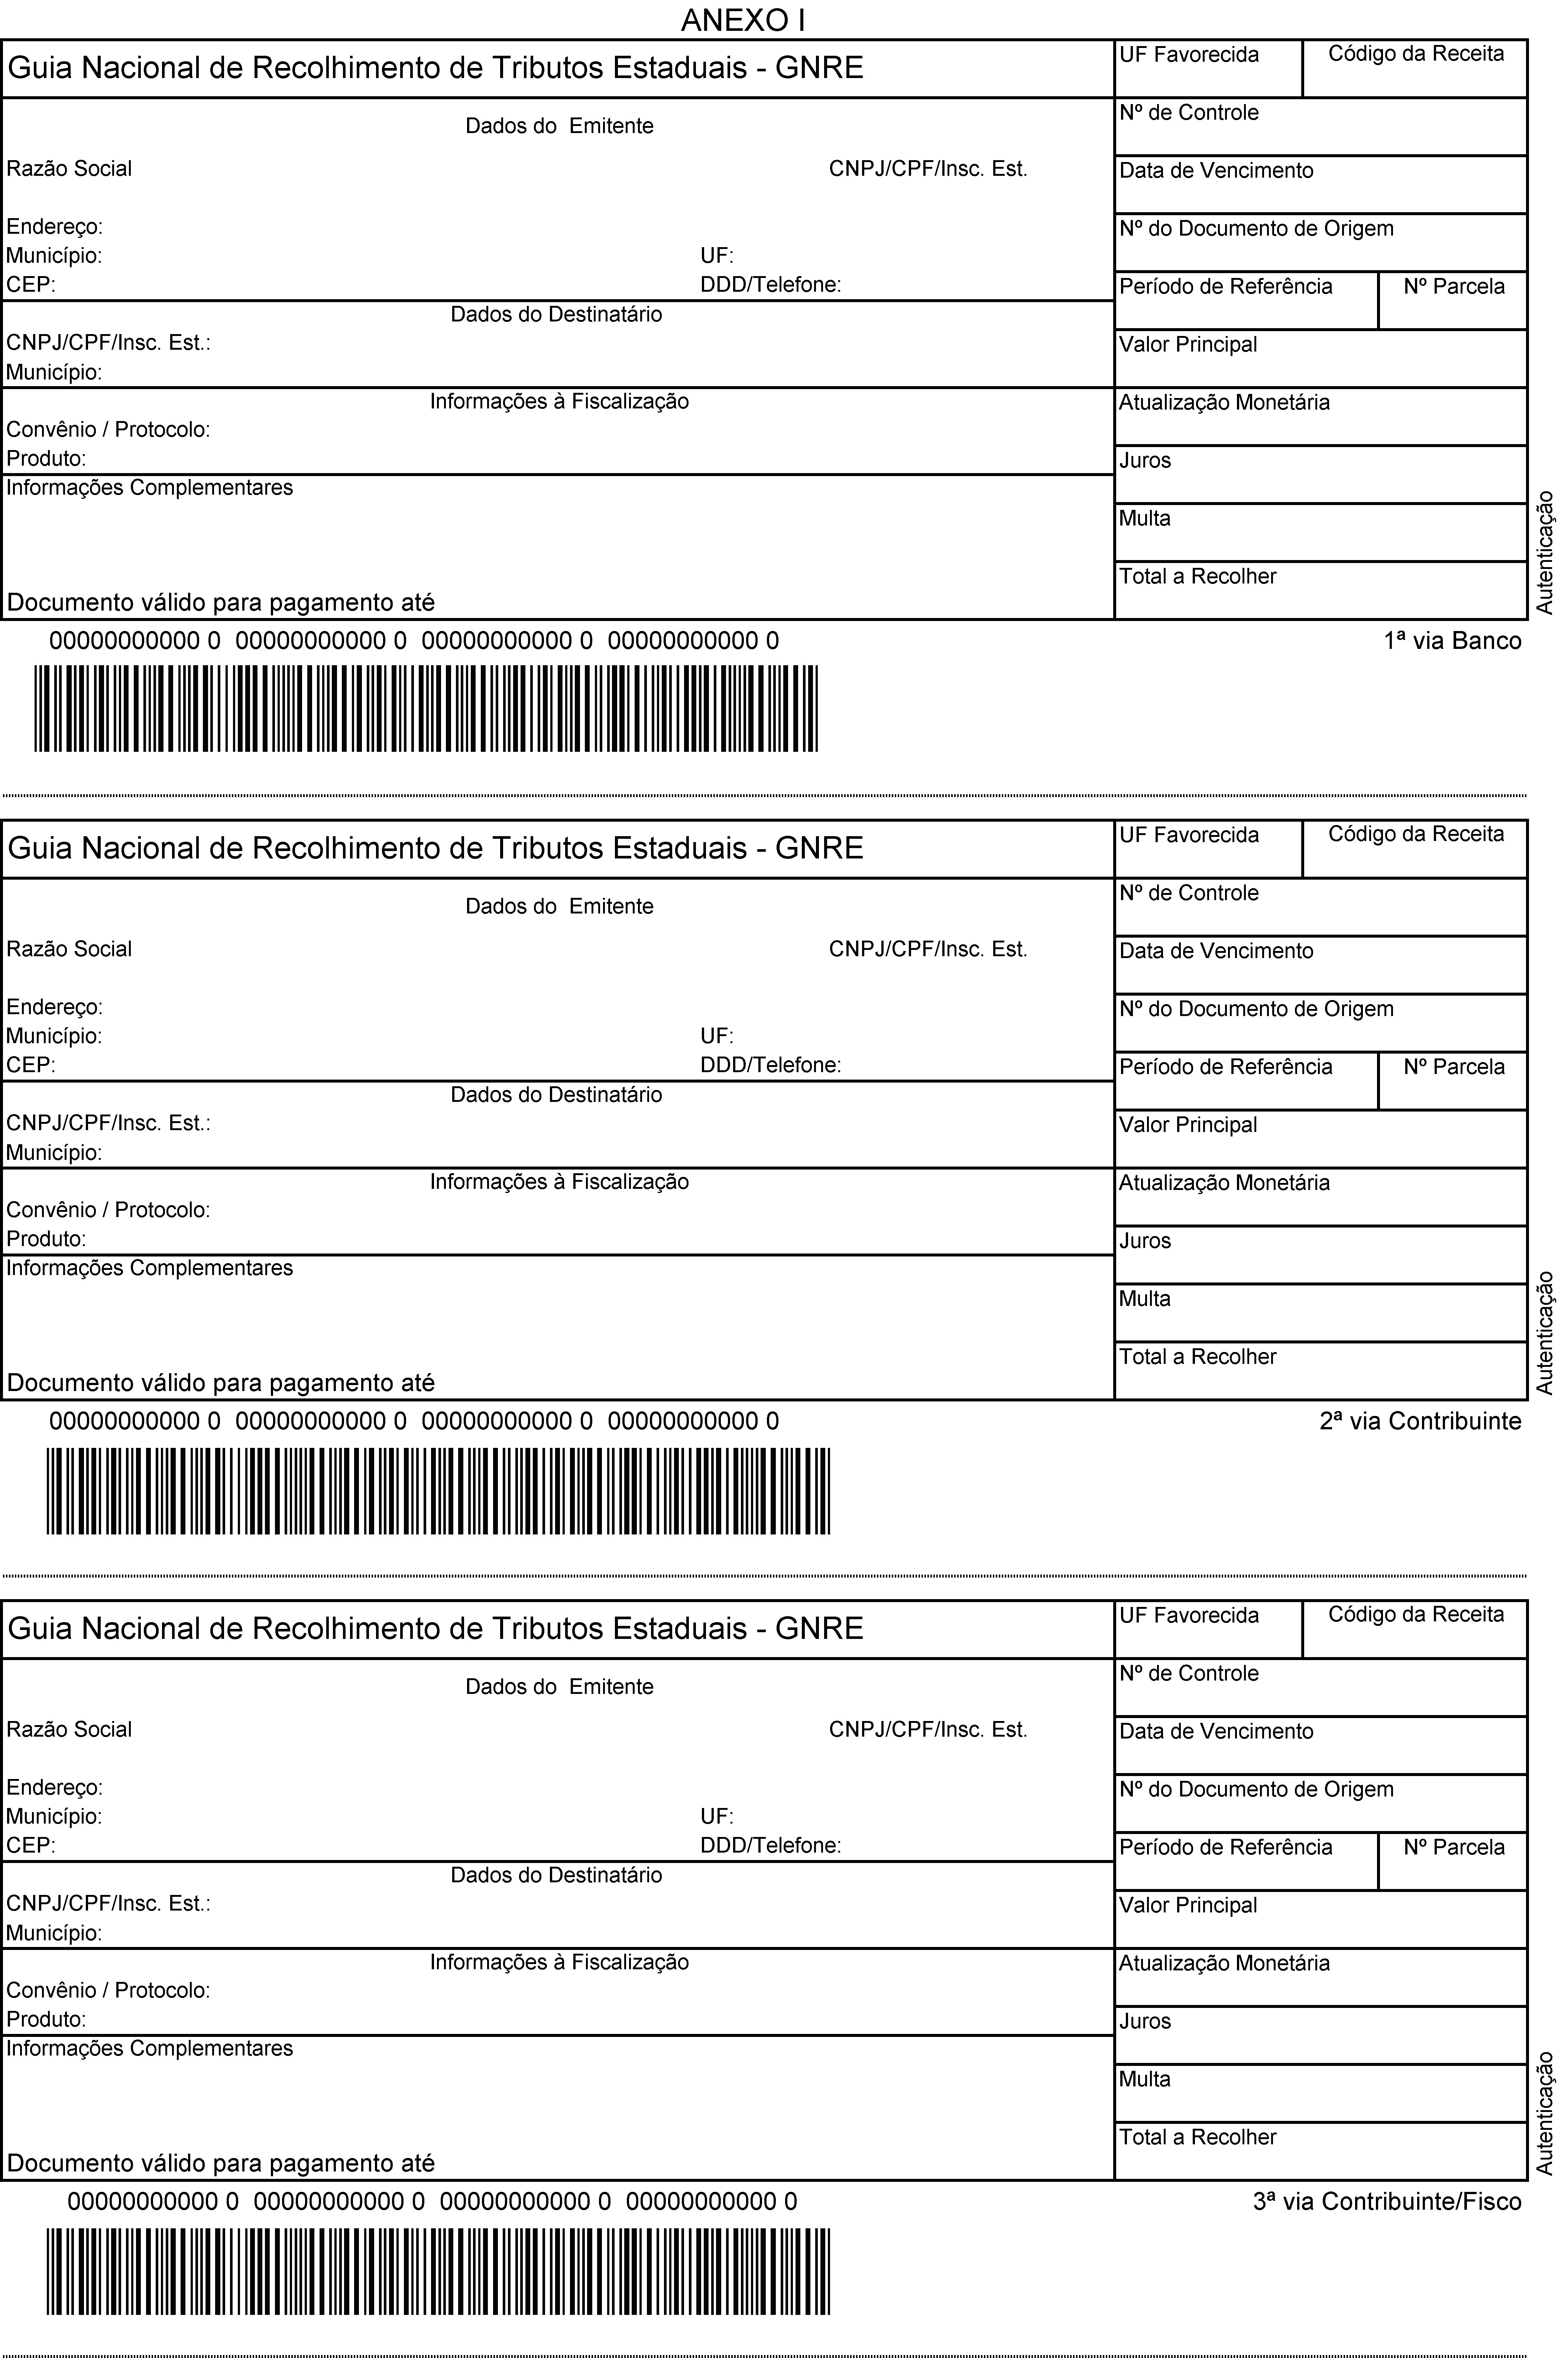 ANEXO I
Guia Nacional de Recolhimento de Tributos Estaduais - GNRE
UF Favorecida
Código da Receita
Dados do Emitente
Razão Social
CNPJ/CPF/Insc. Est.
Endereço:
Município:
UF:
CEP:
DDD/Telefone:
Dados do Destinatário
CNPJ/CPF/Insc. Est.:
Município:
Informações à Fiscalização
Convênio / Protocolo:
Produto:
Informações Complementares
Documento válido para pagamento até
Nº de Controle
Data de Vencimento
Nº do Documento de Origem
Período de Referência
Nº Parcela
Valor Principal
Atualização Monetária
Juros
Multa
Total a Recolher
Autenticação
00000000000 0 00000000000 0 00000000000 0 00000000000 0
1ª via Banco
Guia Nacional de Recolhimento de Tributos Estaduais - GNRE
UF Favorecida
Código da Receita
Dados do Emitente
Razão Social
CNPJ/CPF/Insc. Est.
Endereço:
Município:
UF:
CEP:
DDD/Telefone:
Dados do Destinatário
CNPJ/CPF/Insc. Est.:
Município:
Informações à Fiscalização
Convênio / Protocolo:
Produto:
Informações Complementares
Documento válido para pagamento até
Nº de Controle
Data de Vencimento
Nº do Documento de Origem
Período de Referência
Nº Parcela
Valor Principal
Atualização Monetária
Juros
Multa
Total a Recolher
Autenticação
00000000000 0 00000000000 0 00000000000 0 00000000000 0
2ª via Contribuinte
Guia Nacional de Recolhimento de Tributos Estaduais - GNRE
UF Favorecida
Código da Receita
Dados do Emitente
Razão Social
CNPJ/CPF/Insc. Est.
Endereço:
Município:
UF:
CEP:
DDD/Telefone:
Dados do Destinatário
CNPJ/CPF/Insc. Est.:
Município:
Informações à Fiscalização
Convênio / Protocolo:
Produto:
Informações Complementares
Documento válido para pagamento até
Nº de Controle
Data de Vencimento
Nº do Documento de Origem
Período de Referência
Nº Parcela
Valor Principal
Atualização Monetária
Juros
Multa
Total a Recolher
Autenticação
00000000000 0 00000000000 0 00000000000 0 00000000000 0
3ª via Contribuinte/Fisco